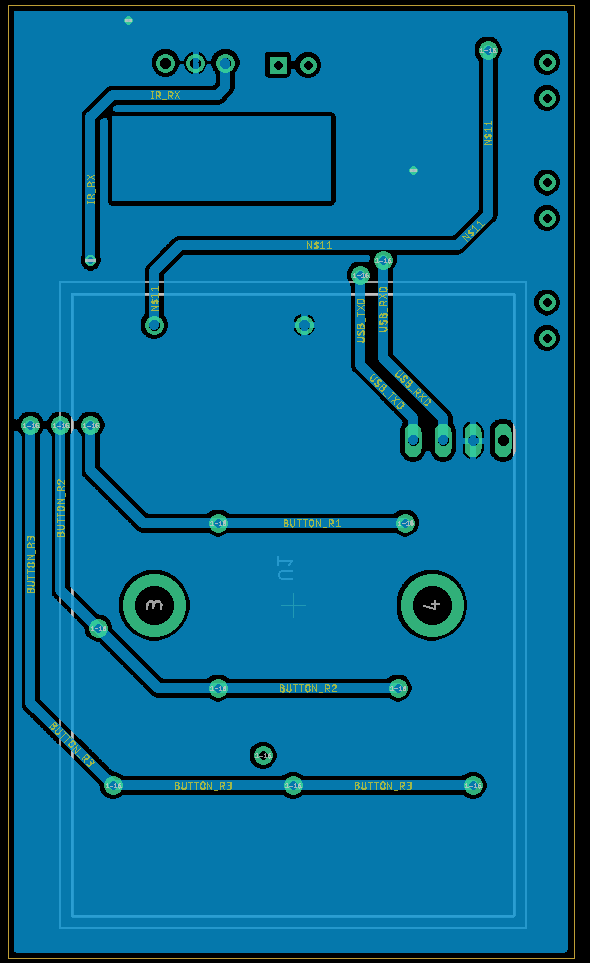 IR_RX
IR_RX
N$11
N$11
N$11
N$11
USB_TXD
USB_RXD
USB_TXD
USB_RXD
BUTTON_R2
BUTTON_R3
BUTTON_R1
U1
3
4
BUTTON_R2
BUTTON_R3
BUTTON_R3
BUTTON_R3